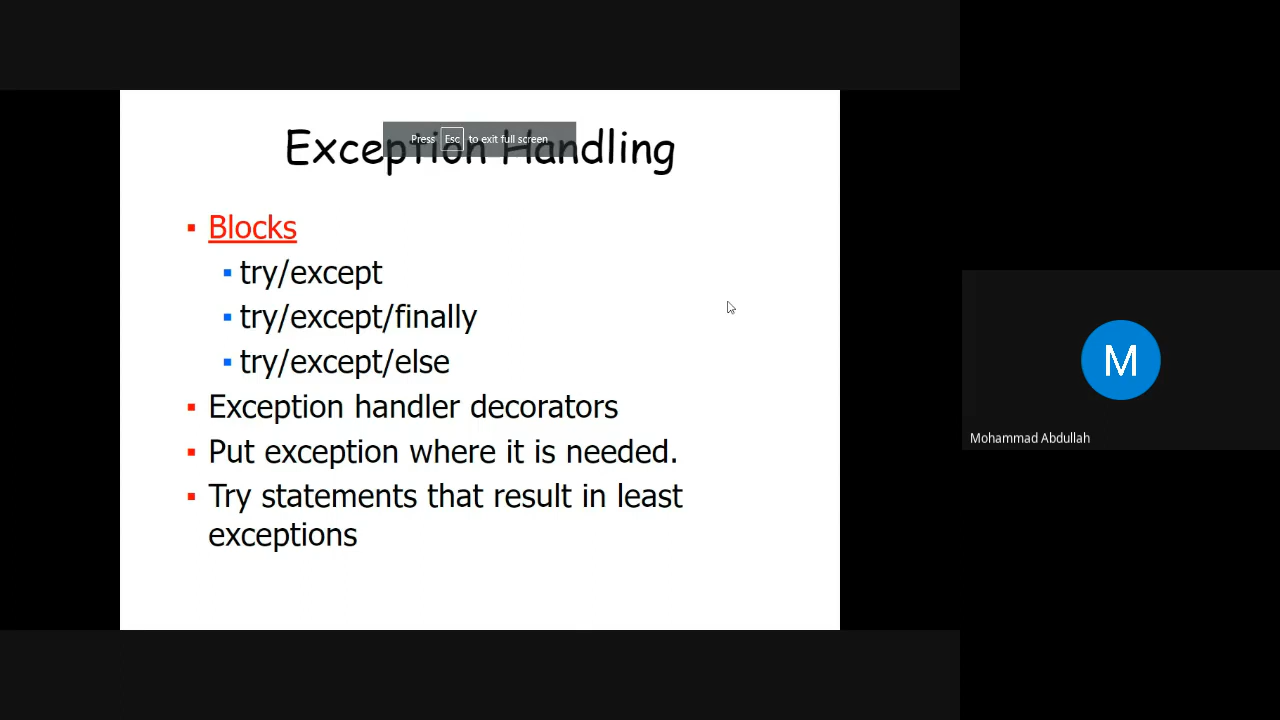 Exception Handling
Press Esc to exit full screen
Blocks
try/except
try/except/finally
try/except/else
Exception handler decorators
Put exception where it is needed.
Try statements that result in least
exceptions
M
Mohammad Abdullah